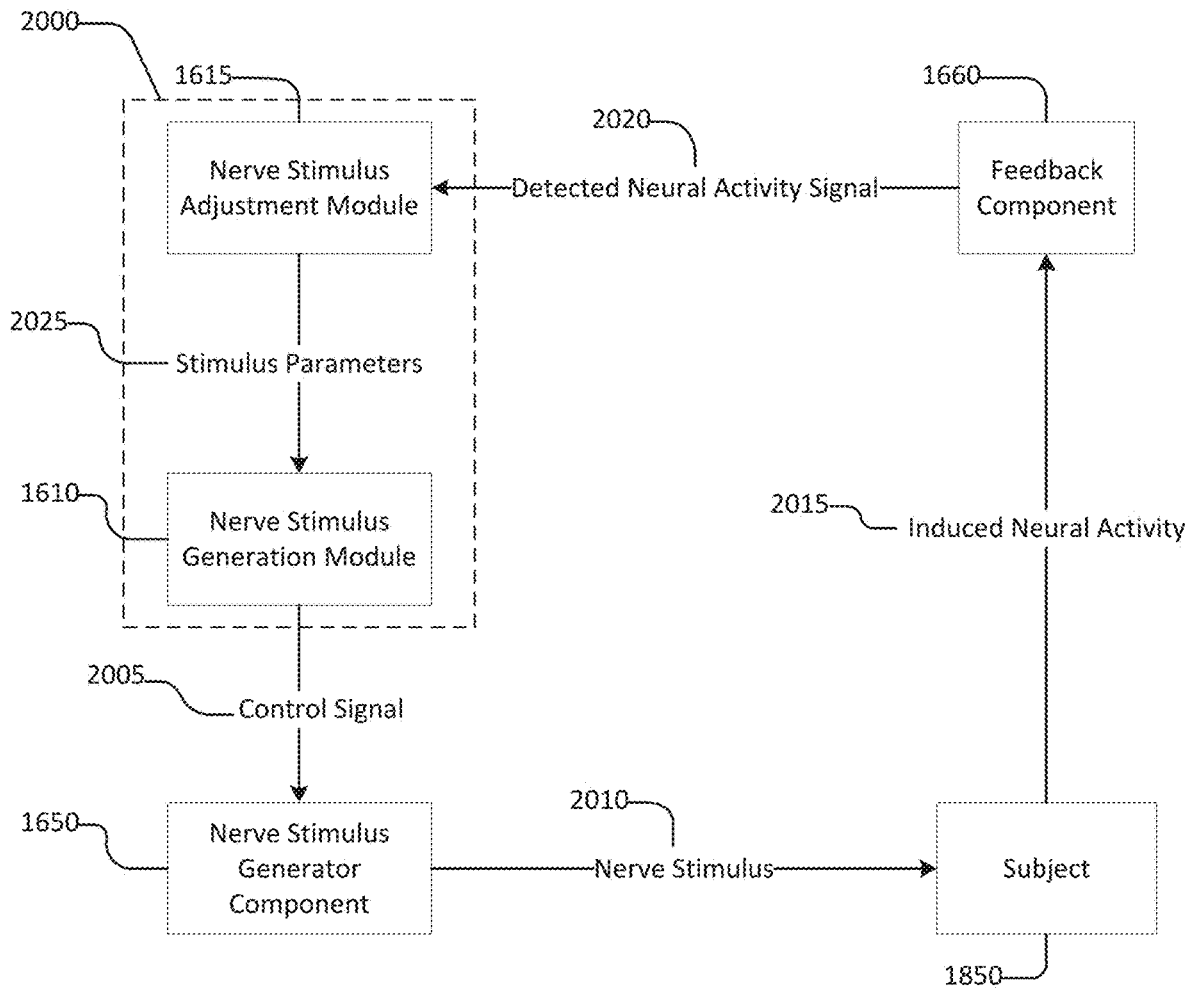 2000
1615
1660
2020
Nerve Stimulus
Adjustment Module
Detected Neural Activity Signal
Feedback
Component
2025
Stimulus Parameters
1610
Nerve Stimulus
Generation Module
2015
Induced Neural Activity
2005
Control Signal
2010
1650
Nerve Stimulus
Generator
Component
Nerve Stimulus
Subject
1850